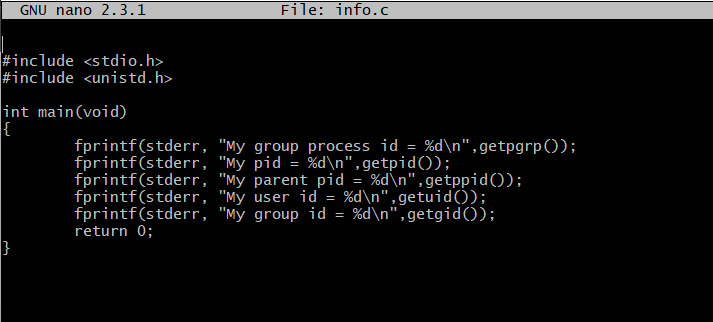 GNU nano 2.3.1 File: info.c
#include <stdio.h>
#include <unistd.h>
int main(void)
{
fprintf(stderr, "My group process id = %d\n",getpgrp());
fprintf(stderr, "My pid = %d\n",getpid());
fprintf(stderr, "My parent pid = %d\n",getppid());
fprintf(stderr, "My user id = %d\n",getuid());
fprintf(stderr, "My group id = %d\n",getgid());
return 0;
}